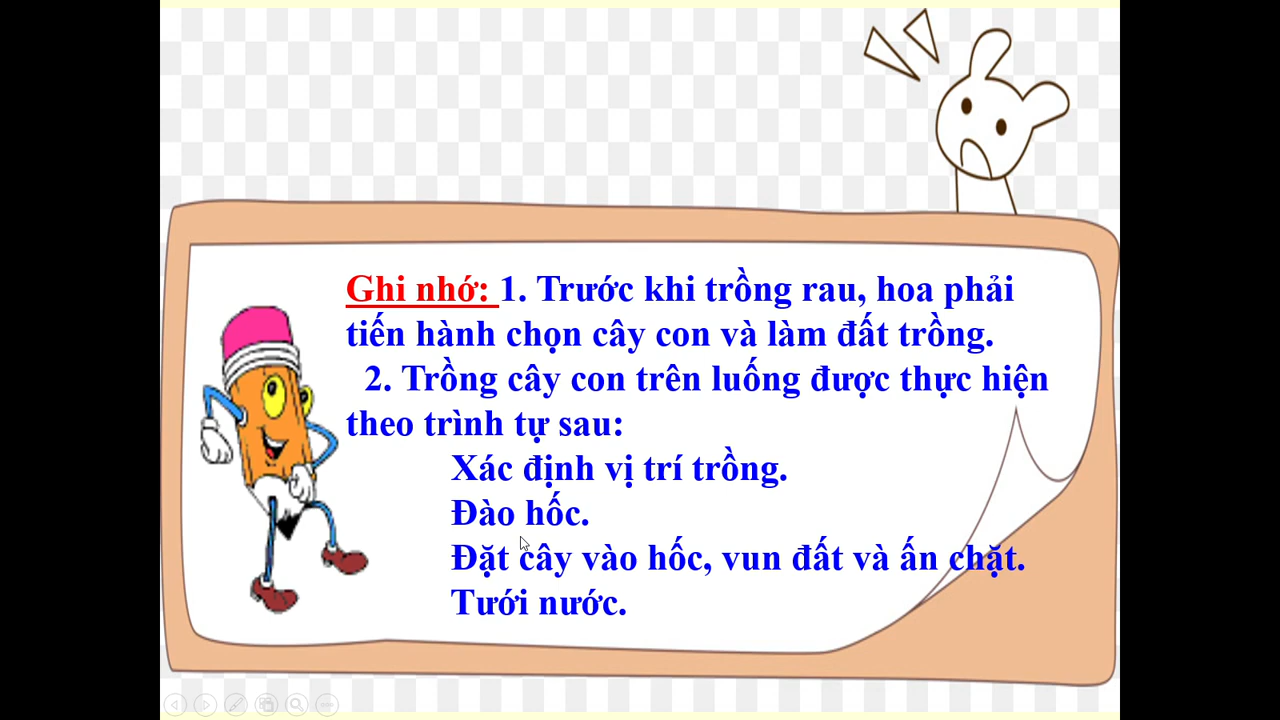 Ghi nhớ: 1. Trước khi trồng rau, hoa phải
tiến hành chọn cây con và làm đất trồng.
2. Trồng cây con trên luống được thực hiện
theo trình tự sau:
Xác định vị trí trồng.
Đào hốc.
Đặt cây vào hốc, vun đất và ấn chặt.
Tưới nước.